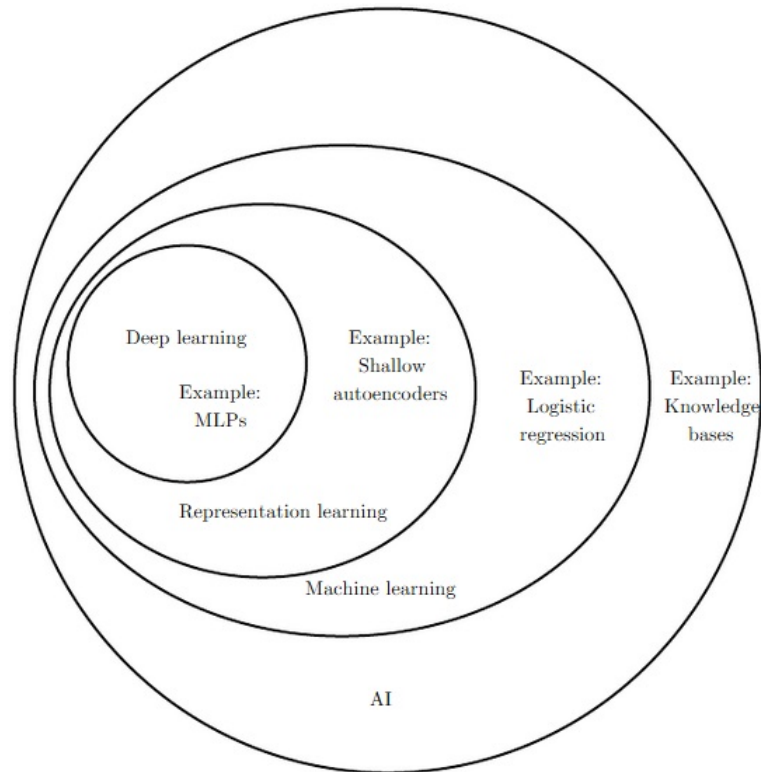 Deep learning
Example:
MLPs
Example:
Shallow
autoencoders
Example:
Logistic
regression
Example:
Knowledge
bases
Representation learning
Machine learning
AI